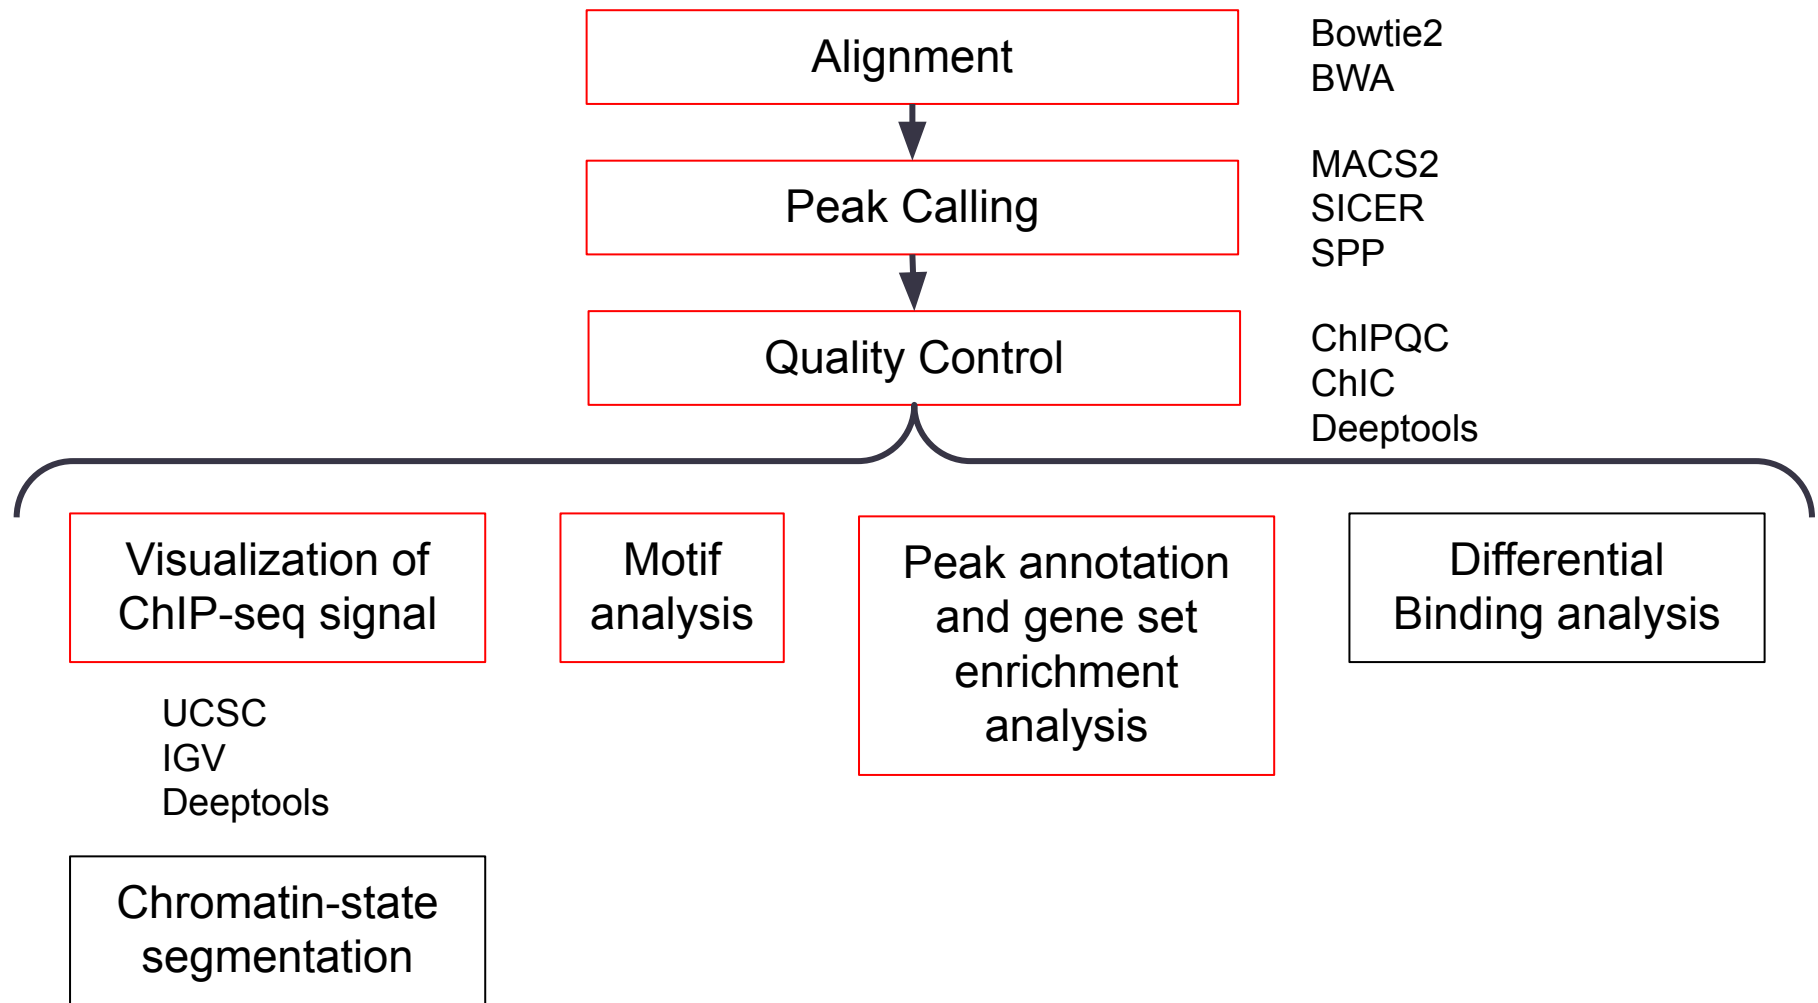 Alignment
Bowtie2
BWA
Peak Calling
MACS2
SICER
SPP
Quality Control
ChIPQC
ChIC
Deeptools
Visualization of
ChIP-seq signal
UCSC
IGV
Deeptools
Motif
analysis
Peak annotation
and gene set
enrichment
analysis
Differential
Binding analysis
Chromatin-state
segmentation